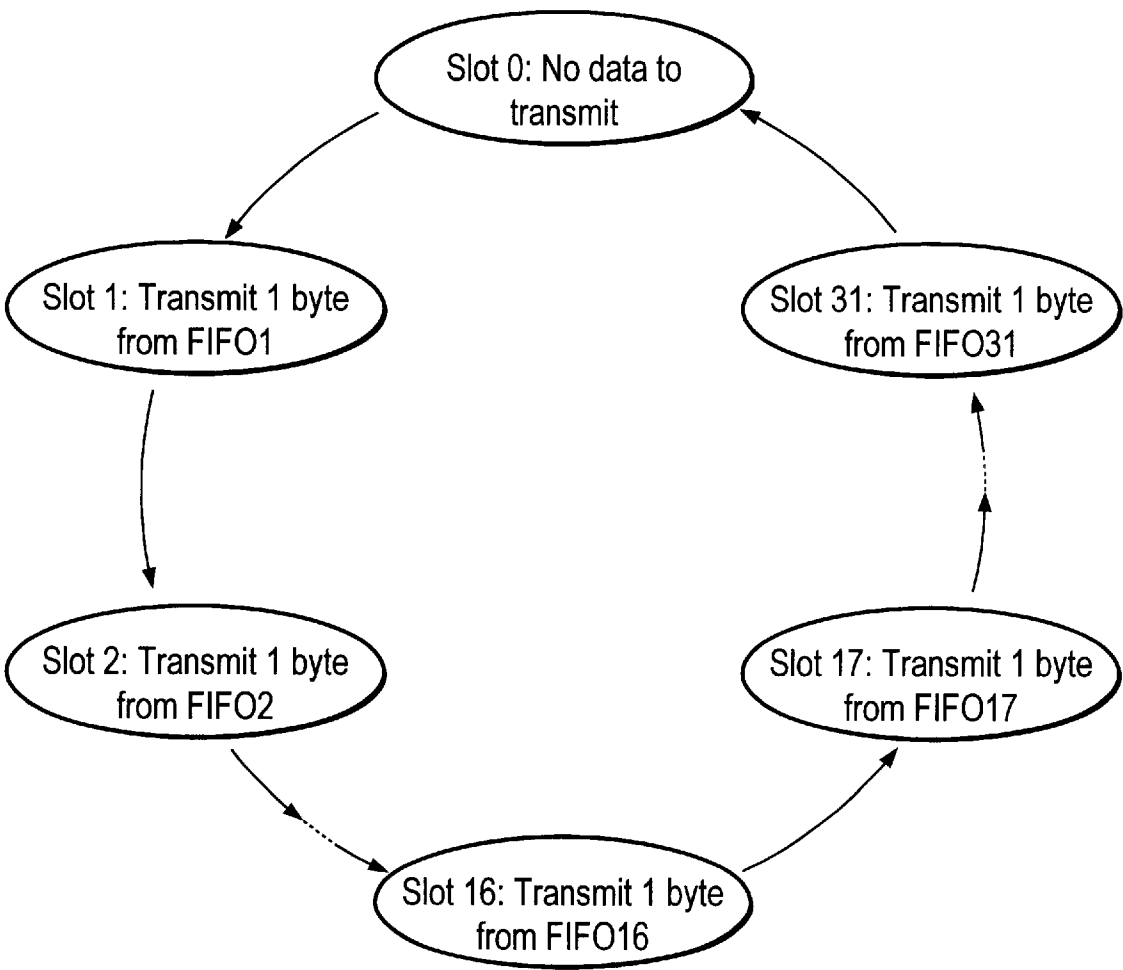 Slot 0: No data to
transmit
Slot 1: Transmit 1 byte
from FIFO1
Slot 31: Transmit 1 byte
from FIFO31
Slot 2: Transmit 1 byte
from FIFO2
Slot 17: Transmit 1 byte
from FIFO17
Slot 16: Transmit 1 byte
from FIFO16